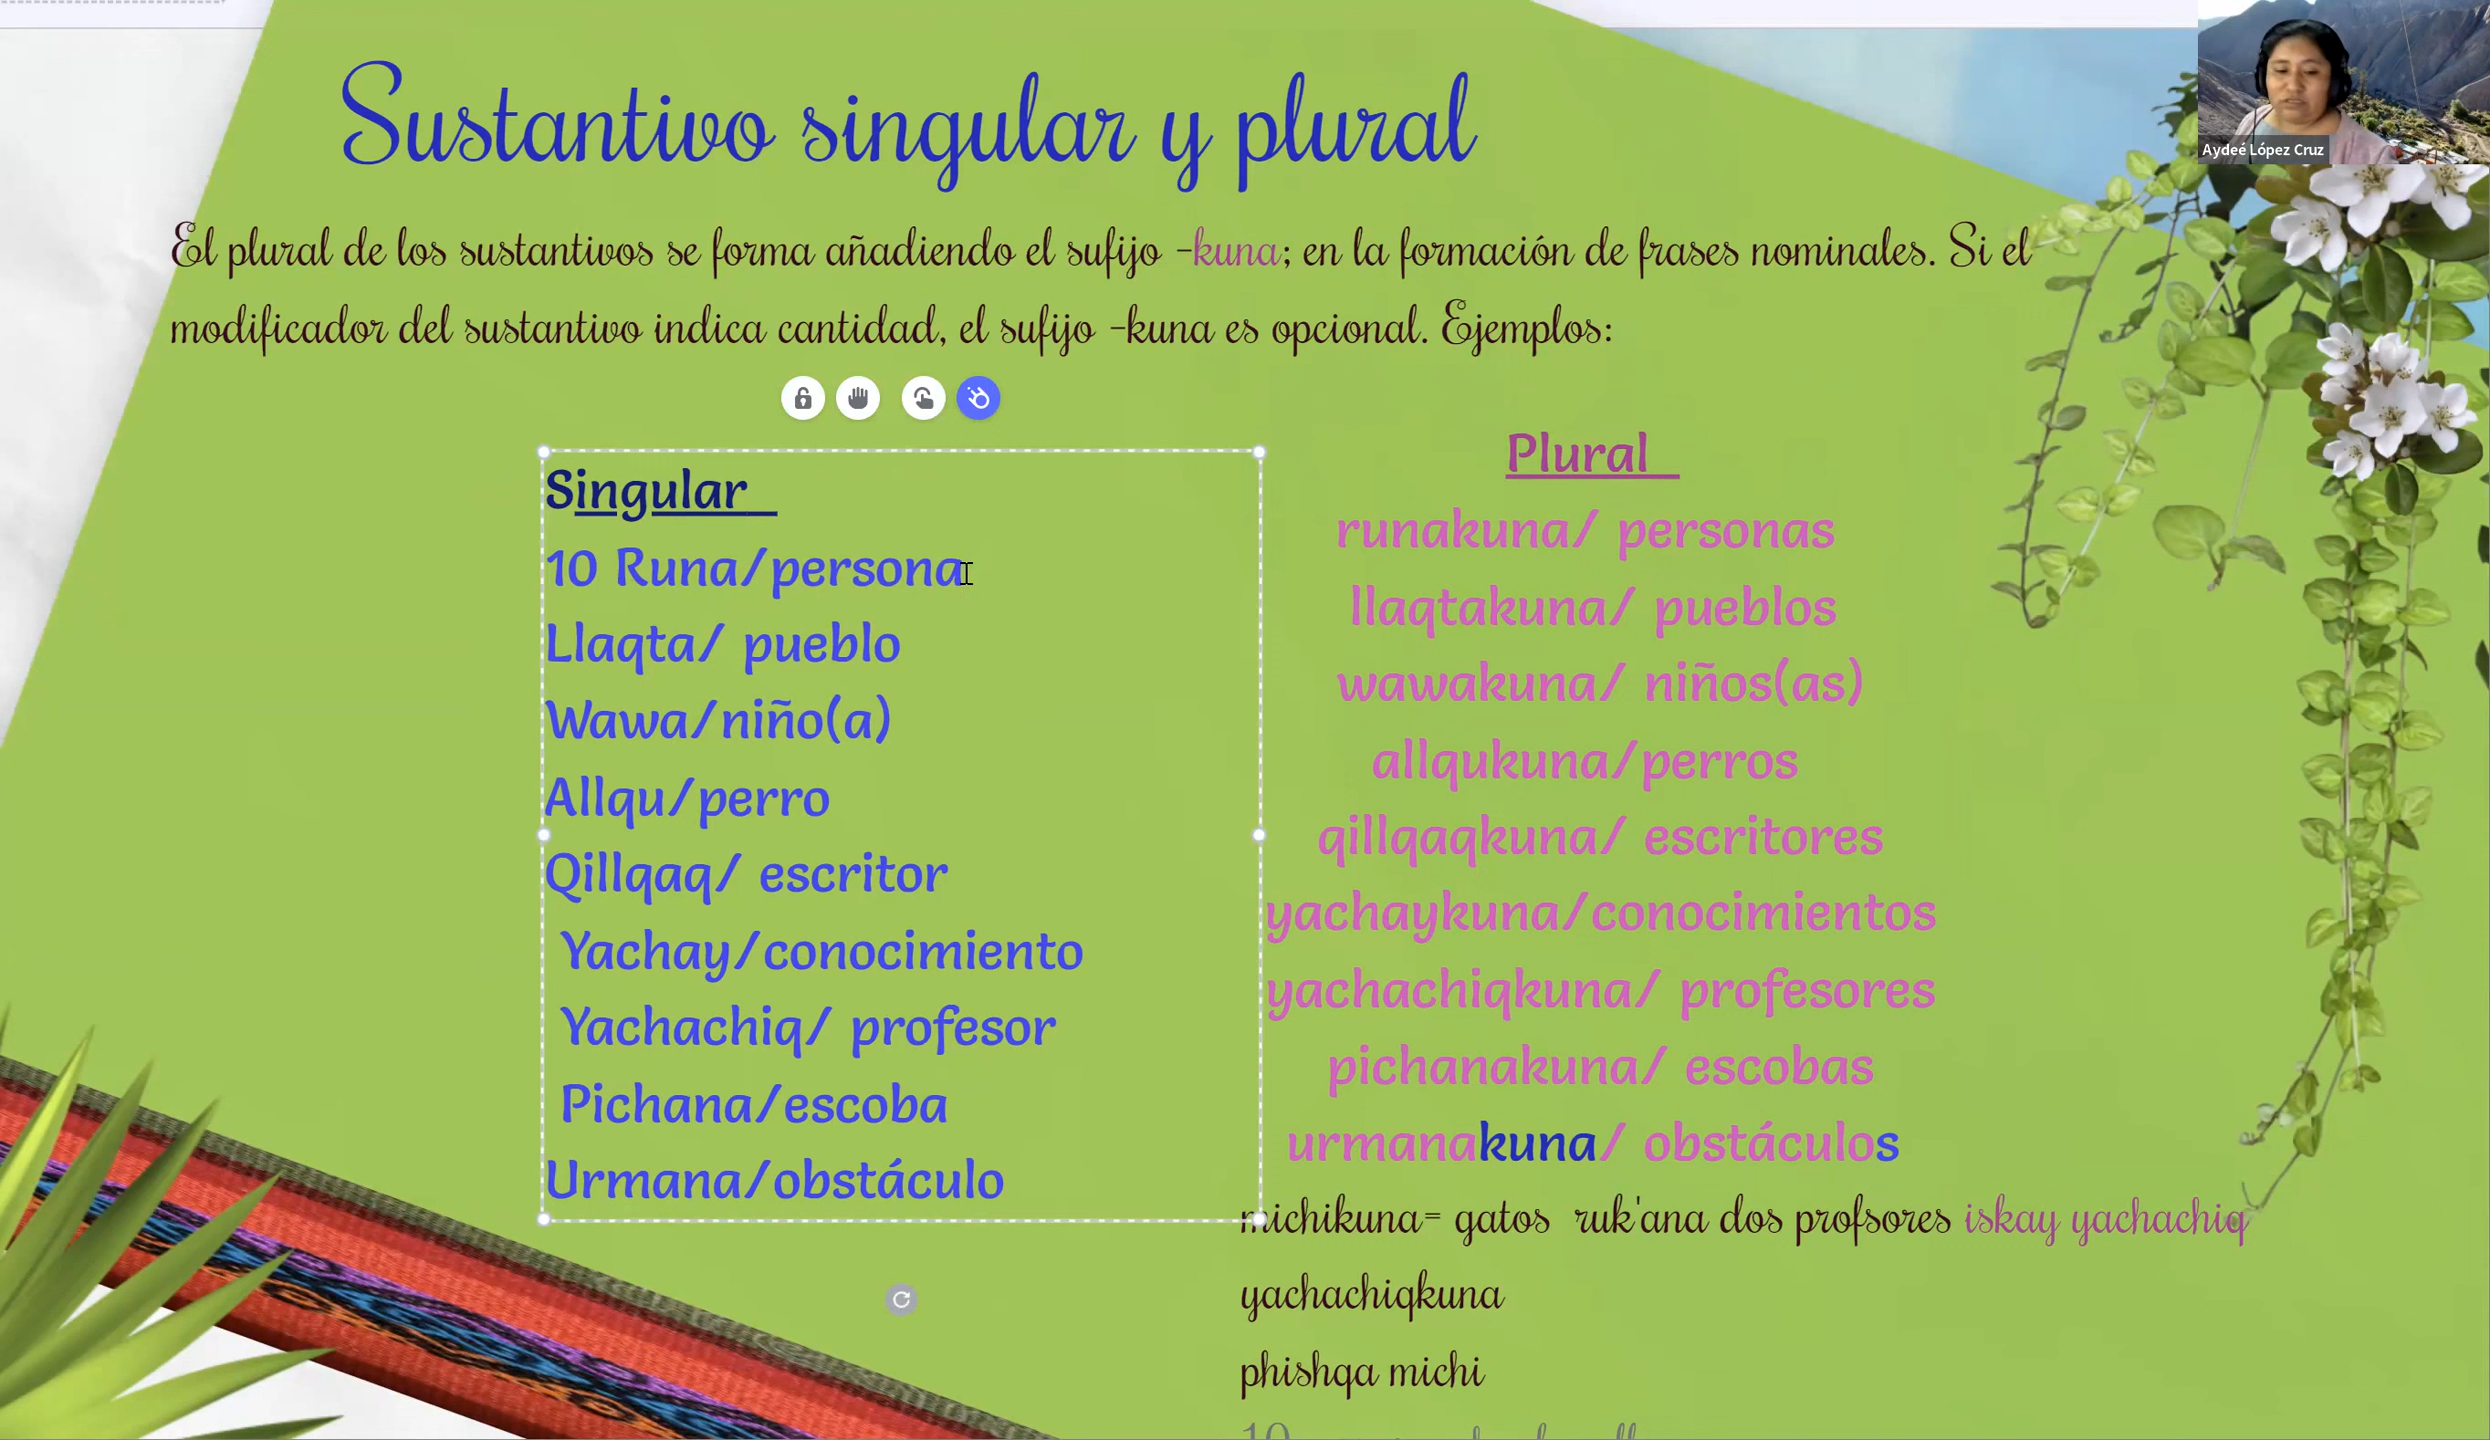 Sustantivo singular y plural
El plural de los sustantivos se forma añadiendo el sufijo -kuna; en la formación de frases nominales. Si el
modificador del sustantivo indica cantidad, el sufijo -kuna es opcional. Ejemplos:
Singular
10 Runa/persona
Llaqta/ pueblo
Wawa/niño(a)
Allqu/perro
Qillqaq/ escritor
Yachay/conocimiento
Yachachiq/ profesor
Pichana/escoba
Urmana/obstáculo
Plural
runakuna/ personas
llaqtakuna/ pueblos
wawakuna/ niños(as)
allqukuna/perros
qillqaqkuna/ escritores
yachaykuna/conocimientos
yachachiqkuna/ profesores
pichanakuna/ escobas
urmanakuna/ obstáculos
michikuna= gatos ruk'ana dos profsores iskay yachachiq
yachachiqkuna
phishqa michi
10
Aydeé López Cruz